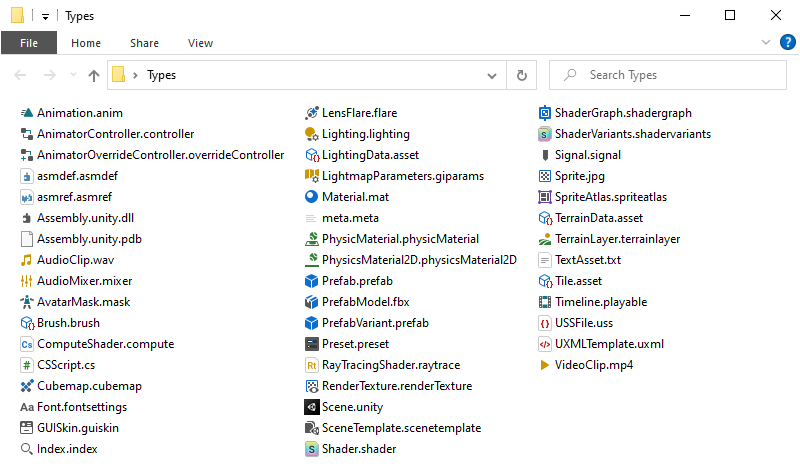 Types
File
Home
Share
View
?
Types
Search Types
Animation.anim
AnimatorController.controller
AnimatorOverrideController.overrideController
asmdef.asmdef
asmref.asmref
Assembly.unity.dll
Assembly.unity.pdb
AudioClip.wav
AudioMixer.mixer
AvatarMask.mask
{} Brush.brush
Cs ComputeShader.compute
# CSScript.cs
Cubemap.cubemap
Aa Font.fontsettings
GUISkin.guiskin
Index.index
LensFlare.flare
Lighting.lighting
{} LightingData.asset
LightmapParameters.giparams
Material.mat
meta.meta
PhysicMaterial.physicMaterial
PhysicsMaterial2D.physicsMaterial2D
Prefab.prefab
PrefabModel.fbx
PrefabVariant.prefab
Preset.preset
Rt RayTracingShader.raytrace
RenderTexture.renderTexture
Scene.unity
SceneTemplate.scenetemplate
S Shader.shader
ShaderGraph.shadergraph
S ShaderVariants.shadervariants
Signal.signal
Sprite.jpg
SpriteAtlas.spriteatlas
{} TerrainData.asset
TerrainLayer.terrainlayer
TextAsset.txt
{} Tile.asset
Timeline.playable
{} USSFile.uss
</> UXMLTemplate.uxml
VideoClip.mp4